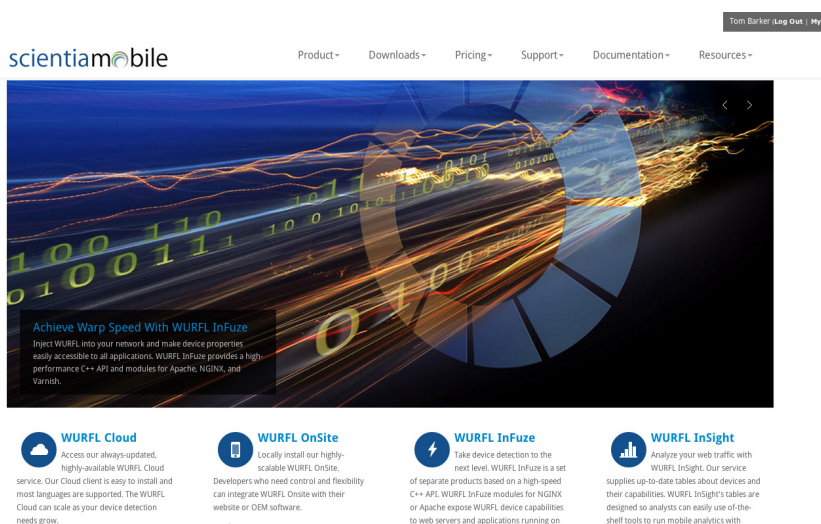 Tom Barker (Log Out | My
scientiamobile
Product Downloads Pricing Support Documentation Resources
Achieve Warp Speed With WURFL InFuze
Inject WURFL into your network and make device properties
easily accessible to all applications. WURFL InFuze provides a high-
performance C++ API and modules for Apache, NGINX, and
Varnish.
WURFL Cloud
Access our always-updated,
highly-available WURFL Cloud
service. Our Cloud client is easy to install and
most languages are supported. The WURFL
Cloud can scale as your device detection
needs grow.
WURFL OnSite
Locally install our highly-
scalable WURFL OnSite.
Developers who need control and flexibility
can integrate WURFL Onsite with their
website or OEM software.
WURFL InFuze
Take device detection to the
next level. WURFL InFuze is a set
of separate products based on a high-speed
C++ API. WURFL InFuze modules for NGINX
or Apache expose WURFL device capabilities
to web servers and applications running on
WURFL InSight
Analyze your web traffic with
WURFL InSight. Our service
supplies up-to-date tables about devices and
their capabilities. WURFL InSight's tables are
designed so analysts can easily use of-the-
shelf tools to run mobile analytics with